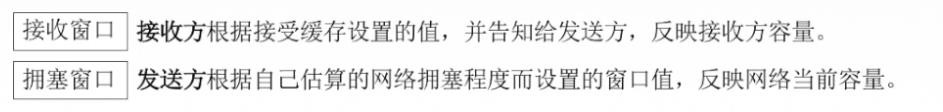 接收窗口 接收方根据接受缓存设置的值，并告知给发送方，反映接收方容量。
拥塞窗口 发送方根据自己估算的网络拥塞程度而设置的窗口值，反映网络当前容量。